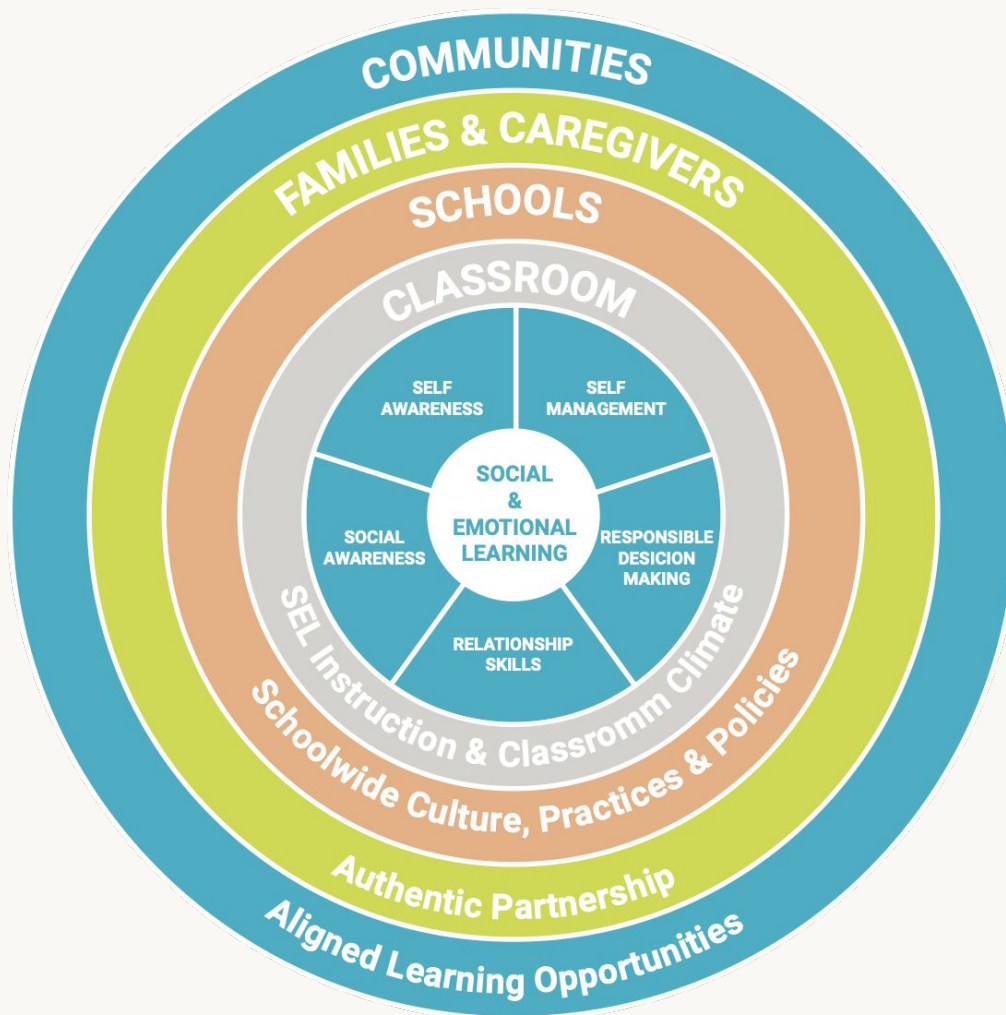 COMMUNITIES
FAMILIES & CAREGIVERS
SCHOOLS
CLASSROOM
SELF
AWARENESS
SELF
MANAGEMENT
SOCIAL
&
EMOTIONAL
LEARNING
SOCIAL
AWARENESS
RESPONSIBLE
DESICION
MAKING
RELATIONSHIP
SKILLS
SEL Instruction & Classromm Climate
Schoolwide Culture, Practices & Policies
Authentic Partnership
Aligned Learning Opportunities